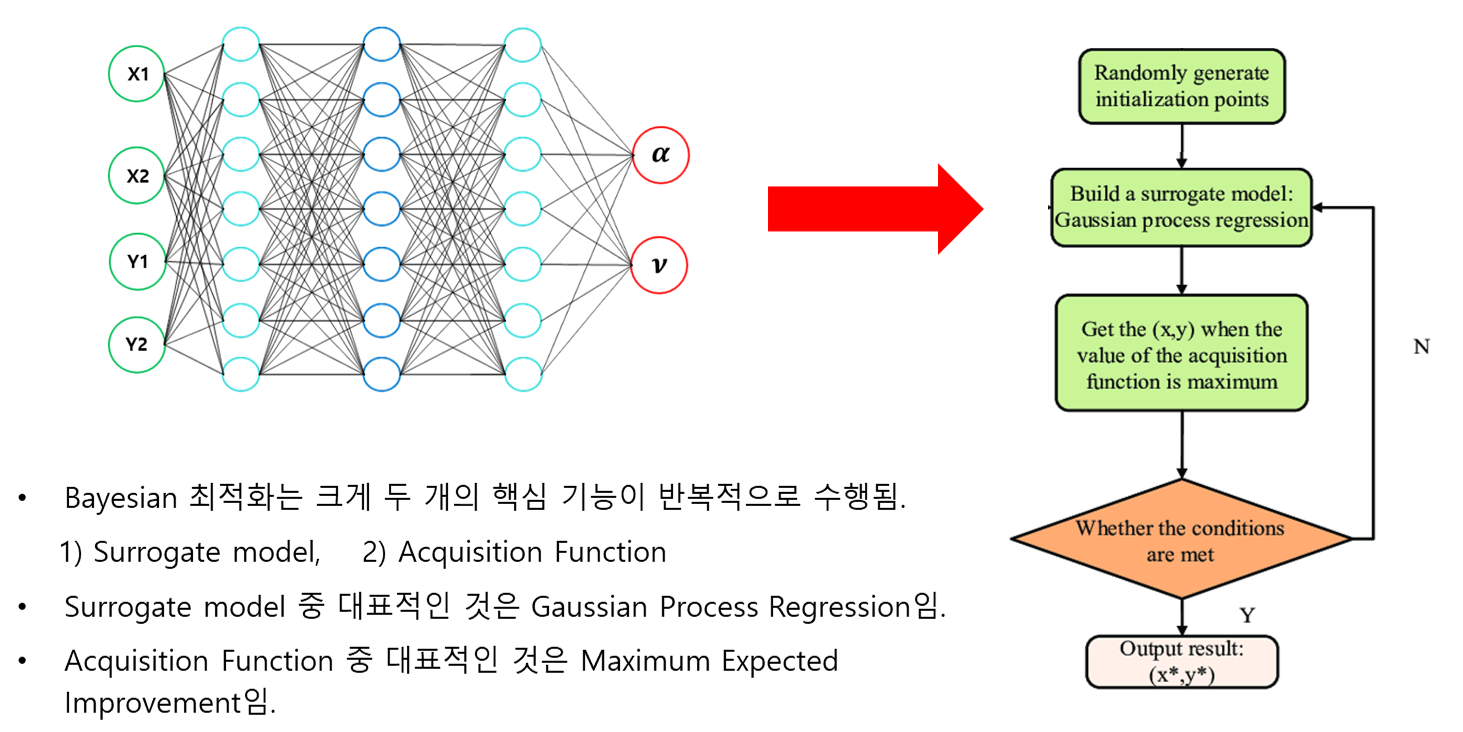 X1
X2
Y1
Y2
α
ν
Randomly generate
initialization points
Build a surrogate model:
Gaussian process regression
Get the (x,y) when the
value of the acquisition
function is maximum
N
Whether the conditions
are met
Y
Output result:
(x*,y*)
• Bayesian 최적화는 크게 두 개의 핵심 기능이 반복적으로 수행됨.
1) Surrogate model, 2) Acquisition Function
• Surrogate model 중 대표적인 것은 Gaussian Process Regression임.
• Acquisition Function 중 대표적인 것은 Maximum Expected
Improvement임.